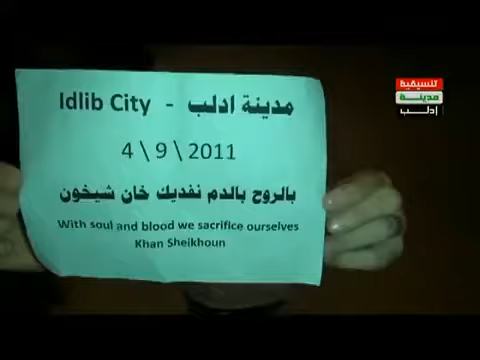 Idlib City - مدينة ادلب
4 \ 9 \ 2011
بالروح بالدم نفديك خان شيخون
With soul and blood we sacrifice ourselves
Khan Sheikhoun
تنسيقية
مدينة
إدلب